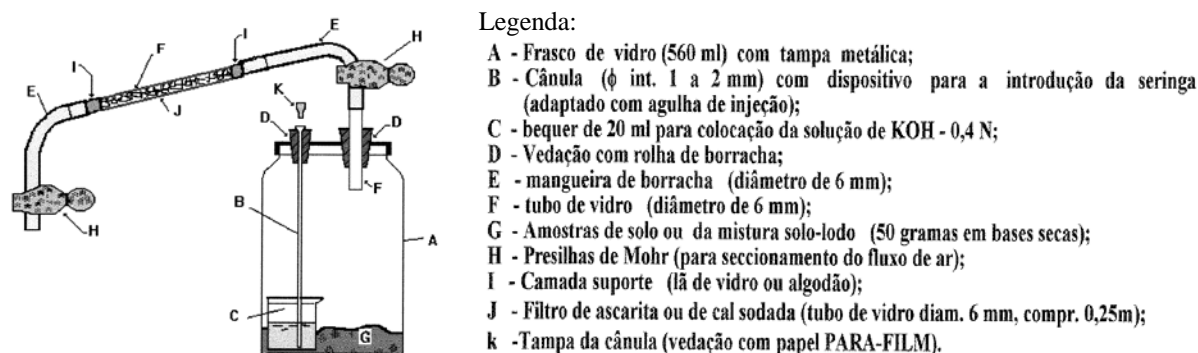 Legenda:
A - Frasco de vidro (560 ml) com tampa metálica;
B - Cânula (ϕ int. 1 a 2 mm) com dispositivo para a introdução da seringa
(adaptado com agulha de injeção);
C - bequer de 20 ml para colocação da solução de KOH - 0,4 N;
D - Vedação com rolha de borracha;
E - mangueira de borracha (diâmetro de 6 mm);
F - tubo de vidro (diâmetro de 6 mm);
G - Amostras de solo ou da mistura solo-lodo (50 gramas em bases secas);
H - Presilhas de Mohr (para seccionamento do fluxo de ar);
I - Camada suporte (lã de vidro ou algodão);
J - Filtro de ascarita ou de cal sodada (tubo de vidro diam. 6 mm, compr. 0,25m);
k -Tampa da cânula (vedação com papel PARA-FILM).
E
I
F
H
I
E
K
J
D
D
F
H
B
A
C
G